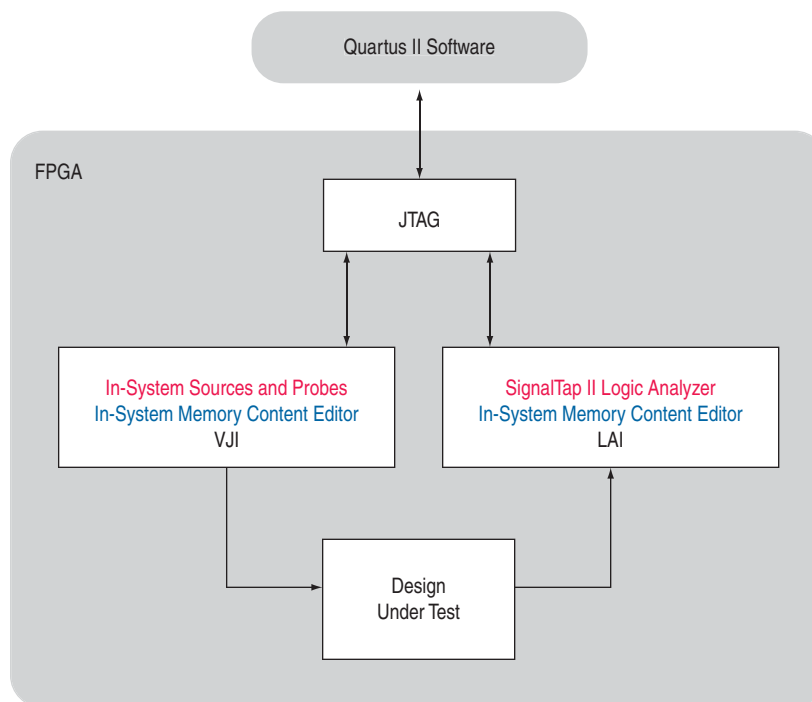 Quartus II Software
FPGA
JTAG
In-System Sources and Probes
In-System Memory Content Editor
VJI
SignalTap II Logic Analyzer
In-System Memory Content Editor
LAI
Design
Under Test